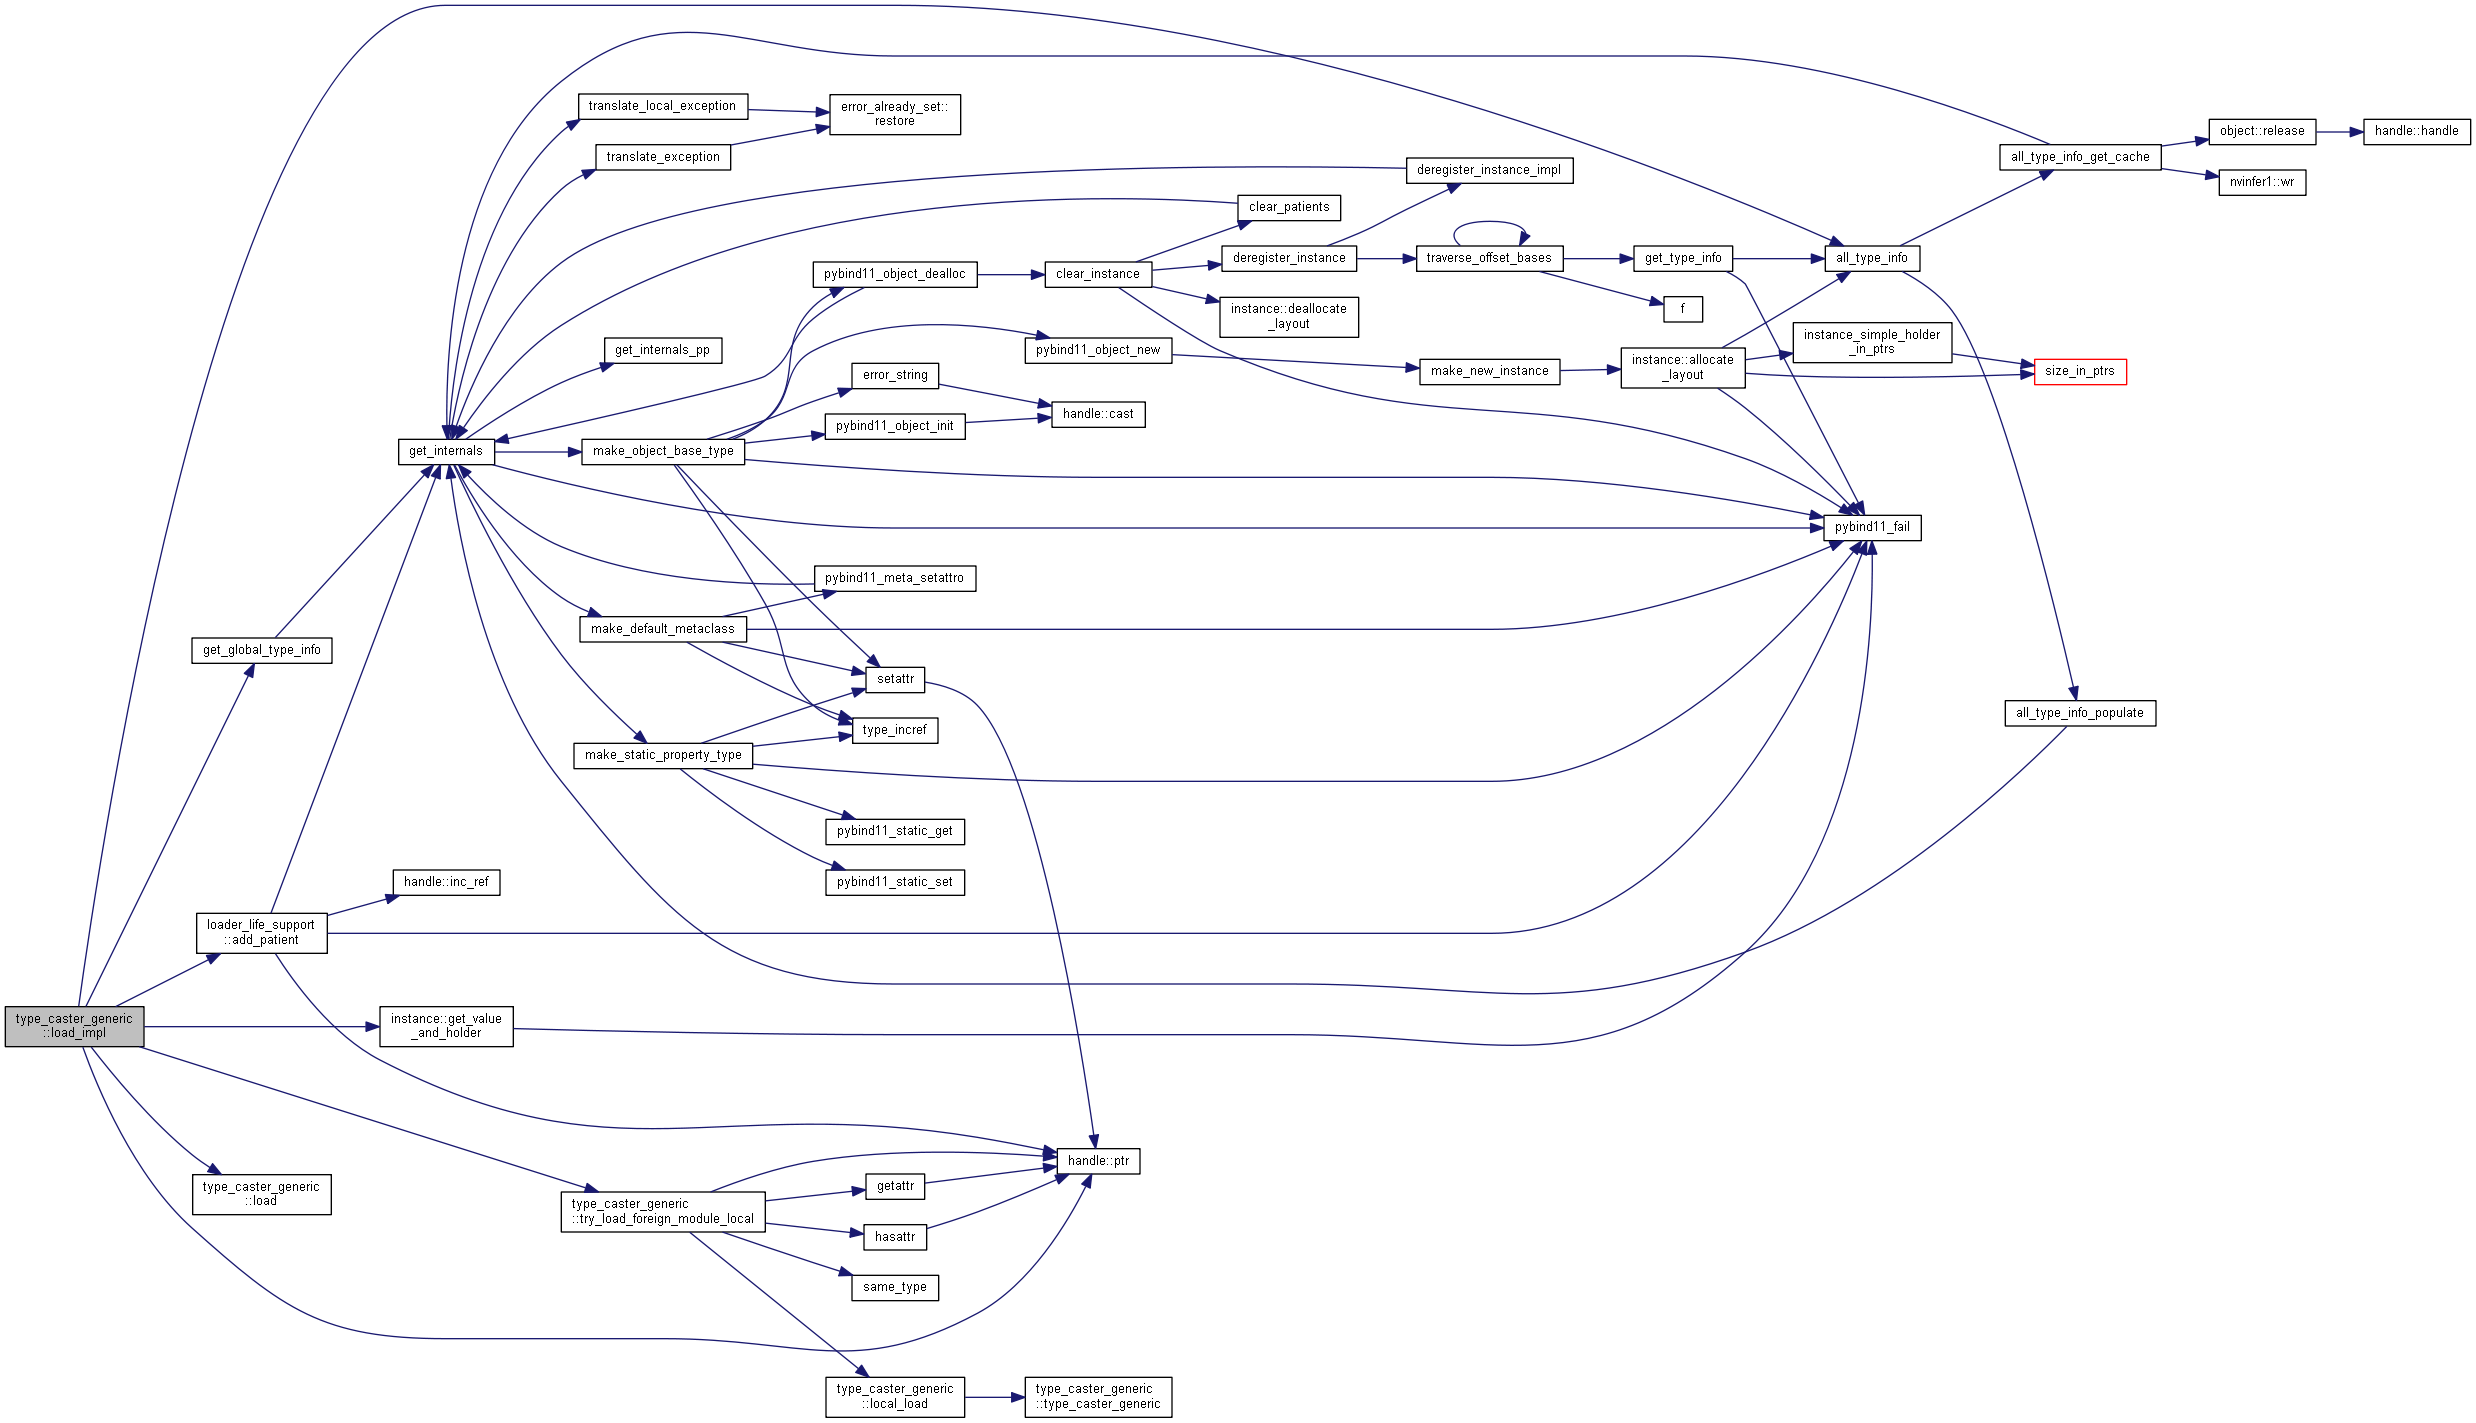 translate_local_exception
error_already_set::
restore
translate_exception
object::release
handle::handle
all_type_info_get_cache
nvinfer1::wr
deregister_instance_impl
clear_patients
deregister_instance
traverse_offset_bases
get_type_info
all_type_info
pybind11_object_dealloc
clear_instance
instance::deallocate
_layout
f
get_internals_pp
pybind11_object_new
instance_simple_holder
_in_ptrs
error_string
make_new_instance
instance::allocate
_layout
size_in_ptrs
handle::cast
pybind11_object_init
get_internals
make_object_base_type
pybind11_fail
pybind11_meta_setattro
make_default_metaclass
get_global_type_info
setattr
all_type_info_populate
type_incref
make_static_property_type
pybind11_static_get
pybind11_static_set
handle::inc_ref
loader_life_support
::add_patient
type_caster_generic
::load_impl
instance::get_value
_and_holder
handle::ptr
type_caster_generic
::load
getattr
type_caster_generic
::try_load_foreign_module_local
hasattr
same_type
type_caster_generic
::local_load
type_caster_generic
::type_caster_generic